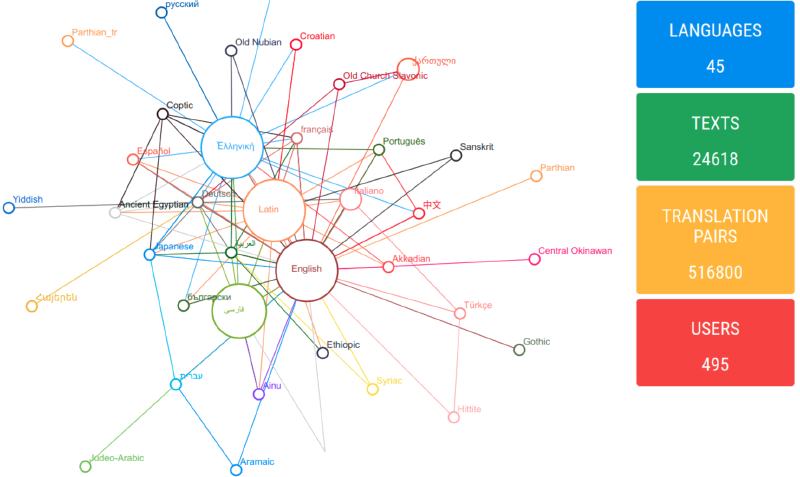 русский
Parthian_tr
Old Nubian
Croatian
ქართული
Old Church Slavonic
Coptic
français
Ἑλληνική
Português
Español
Sanskrit
Parthian
Deutsch
Italiano
Yiddish
Ancient Egyptian
Latin
中文
Japanese
العربية
Central Okinawan
Akkadian
English
Հայերեն
български
فارسی
Türkçe
Ethiopic
Gothic
עברית
Ainu
Syriac
Hittite
Judeo-Arabic
Aramaic
LANGUAGES
45
TEXTS
24618
TRANSLATION
PAIRS
516800
USERS
495